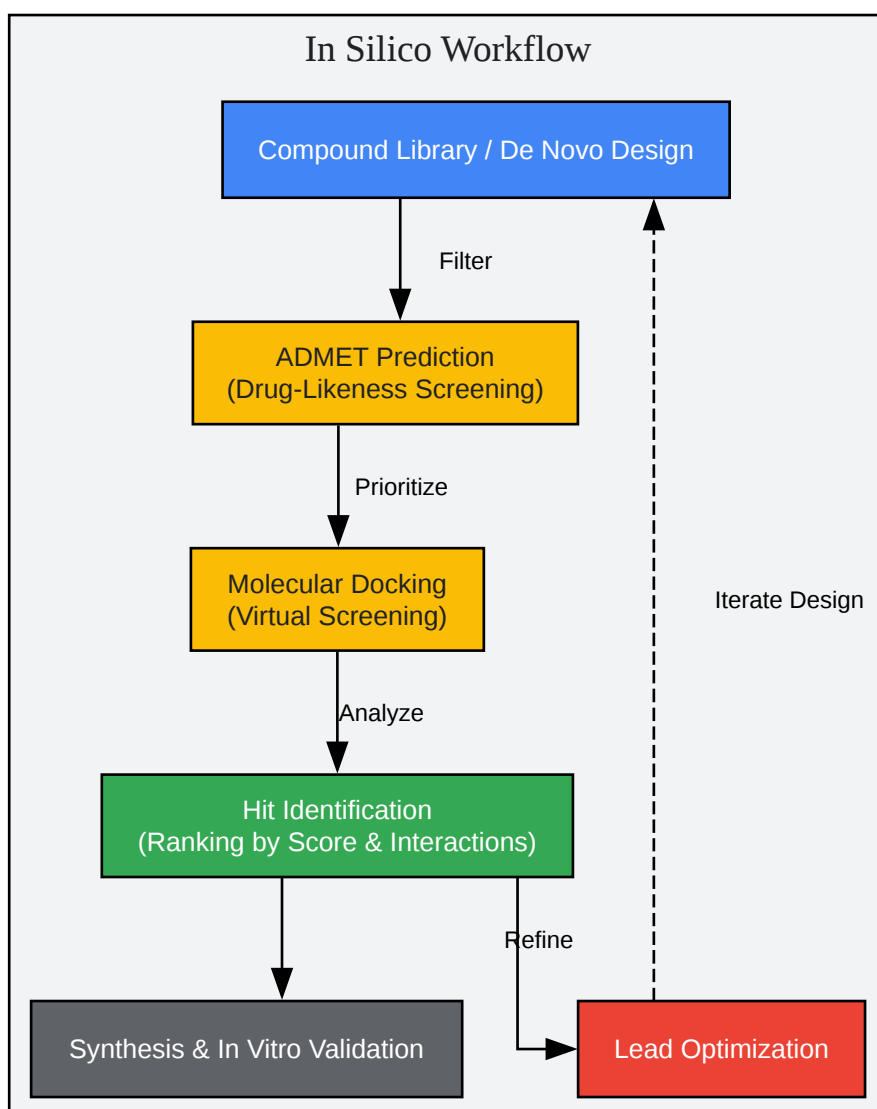 In Silico Workflow
Compound Library / De Novo Design
Filter
ADMET Prediction
(Drug-Likeness Screening)
Prioritize
Molecular Docking
(Virtual Screening)
Iterate Design
Analyze
Hit Identification
(Ranking by Score & Interactions)
Refine
Synthesis & In Vitro Validation
Lead Optimization